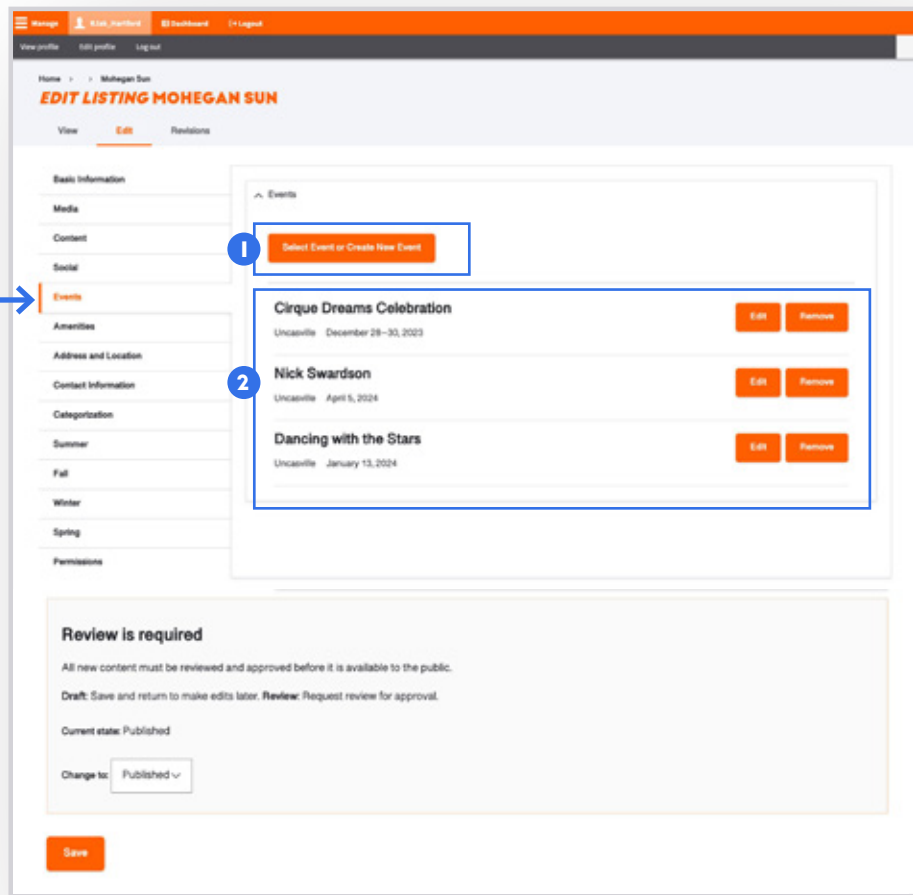 Manage Dashboard Logout
View profile Edit profile Log out
Home › › Mohegan Sun
EDIT LISTING MOHEGAN SUN
View Edit Revisions
Basic Information
Media
Content
Social
Events
Amenities
Address and Location
Contact Information
Categorization
Summer
Fall
Winter
Spring
Permissions
Events
1
Select Event or Create New Event
2
Cirque Dreams Celebration
Uncasville December 28–30, 2023
Edit Remove
Nick Swardson
Uncasville April 5, 2024
Edit Remove
Dancing with the Stars
Uncasville January 13, 2024
Edit Remove
Review is required
All new content must be reviewed and approved before it is available to the public.
Draft: Save and return to make edits later. Review: Request review for approval.
Current state: Published
Change to: Published
Save